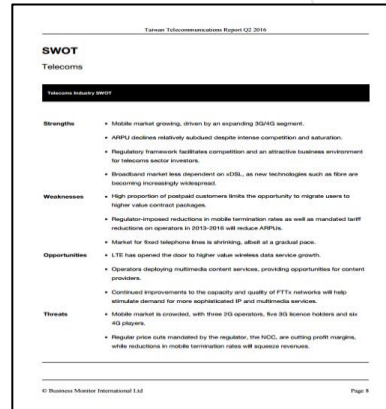 Taiwan Telecommunications Report Q2 2016
SWOT
Telecoms
Telecoms Industry SWOT
Strengths
• Mobile market growing, driven by an expanding 3G/4G segment.
• ARPU declines relatively subdued despite intense competition and saturation.
• Regulatory framework facilitates competition and an attractive business environment
for telecoms sector investors.
• Broadband market less dependent on xDSL, as new technologies such as fibre are
becoming increasingly widespread.
Weaknesses
• High proportion of postpaid customers limits the opportunity to migrate users to
higher value contract packages.
• Regulator-imposed reductions in mobile termination rates as well as mandated tariff
reductions on operators in 2013-2016 will reduce ARPUs.
• Market for fixed telephone lines is shrinking, albeit at a gradual pace.
Opportunities
• LTE has opened the door to higher value wireless data service growth.
• Operators deploying multimedia content services, providing opportunities for content
providers.
• Continued improvements to the capacity and quality of FTTx networks will help
stimulate demand for more sophisticated IP and multimedia services.
Threats
• Mobile market is crowded, with three 2G operators, five 3G licence holders and six
4G players.
• Regular price cuts mandated by the regulator, the NCC, are cutting profit margins,
while reductions in mobile termination rates will squeeze revenues.
© Business Monitor International Ltd
Page 8